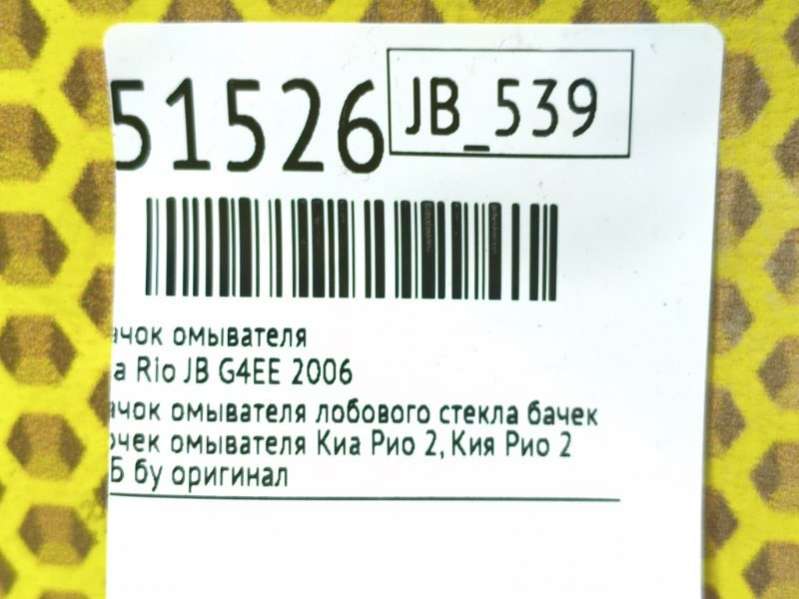 51526 JB_539
ачок омывателя
a Rio JB G4EE 2006
ачок омывателя лобового стекла бачек
очек омывателя Киа Рио 2, Кия Рио 2
Б бу оригинал